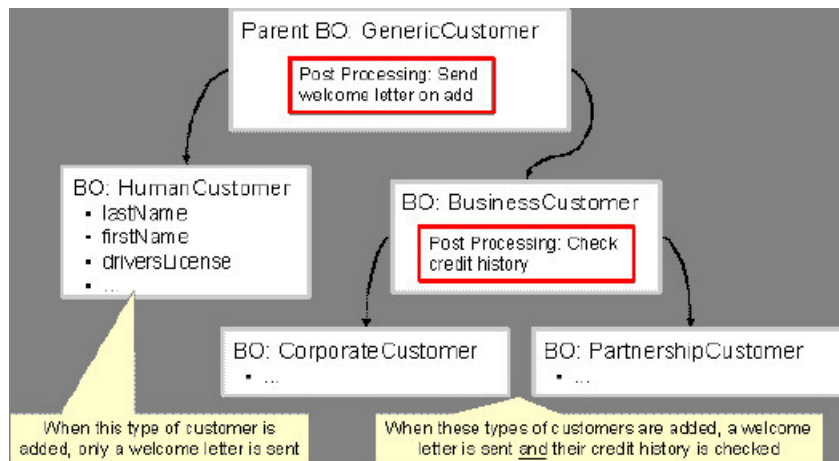 Parent BO: GenericCustomer
Post Processing: Send
welcome letter on add
BO: HumanCustomer
▪ lastName
▪ firstName
▪ driversLicense
▪ ...
BO: BusinessCustomer
Post Processing: Check
credit history
BO: CorporateCustomer
▪ ...
BO: PartnershipCustomer
▪ ...
When this type of customer is
added, only a welcome letter is sent
When these types of customers are added, a welcome
letter is sent and their credit history is checked